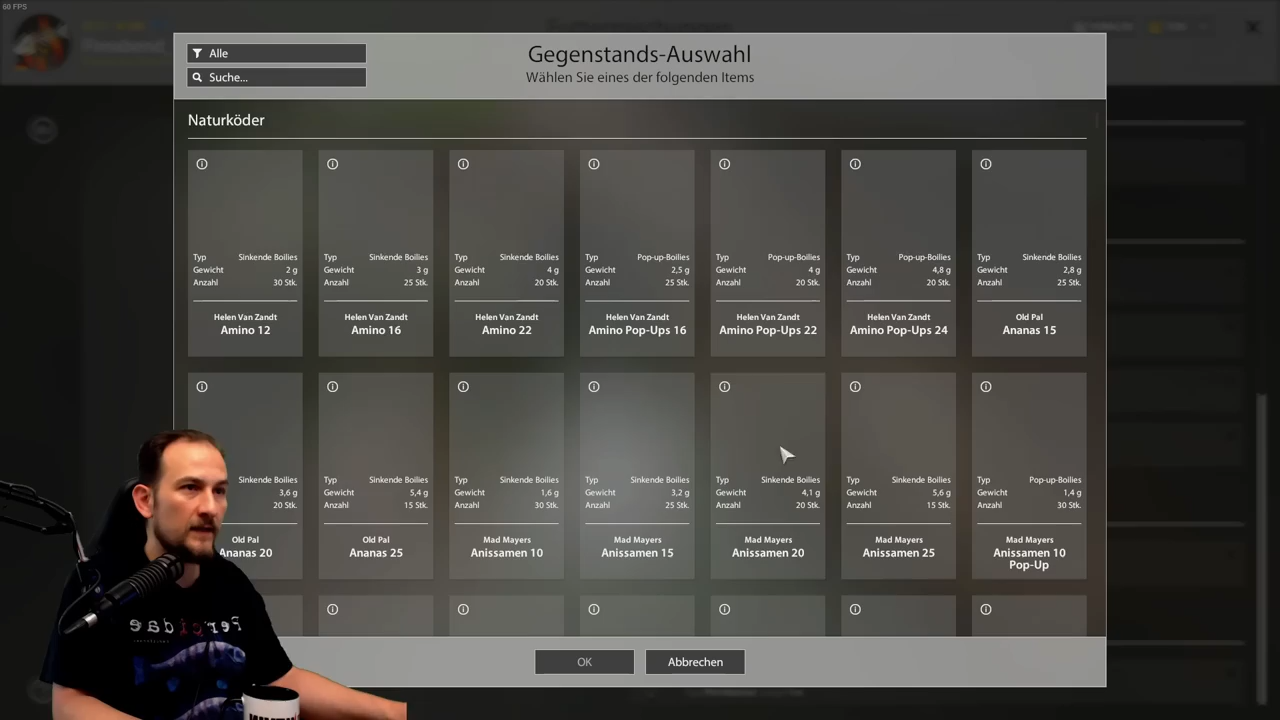 60 FPS
Alle
Suche...
Gegenstands-Auswahl
Wählen Sie eines der folgenden Items
Naturköder
Typ Sinkende Boilies
Gewicht 2 g
Anzahl 30 Stk.
Helen Van Zandt
Amino 12
Typ Sinkende Boilies
Gewicht 3 g
Anzahl 25 Stk.
Helen Van Zandt
Amino 16
Typ Sinkende Boilies
Gewicht 4 g
Anzahl 20 Stk.
Helen Van Zandt
Amino 22
Typ Pop-up-Boilies
Gewicht 2,5 g
Anzahl 25 Stk.
Helen Van Zandt
Amino Pop-Ups 16
Typ Pop-up-Boilies
Gewicht 4 g
Anzahl 20 Stk.
Helen Van Zandt
Amino Pop-Ups 22
Typ Pop-up-Boilies
Gewicht 4,8 g
Anzahl 20 Stk.
Helen Van Zandt
Amino Pop-Ups 24
Typ Sinkende Boilies
Gewicht 2,8 g
Anzahl 25 Stk.
Old Pal
Ananas 15
Sinkende Boilies
3,6 g
20 Stk.
Old Pal
Ananas 20
Typ Sinkende Boilies
Gewicht 5,4 g
Anzahl 15 Stk.
Old Pal
Ananas 25
Typ Sinkende Boilies
Gewicht 1,6 g
Anzahl 30 Stk.
Mad Mayers
Anissamen 10
Typ Sinkende Boilies
Gewicht 3,2 g
Anzahl 25 Stk.
Mad Mayers
Anissamen 15
Typ Sinkende Boilies
Gewicht 4,1 g
Anzahl 20 Stk.
Mad Mayers
Anissamen 20
Typ Sinkende Boilies
Gewicht 5,6 g
Anzahl 15 Stk.
Mad Mayers
Anissamen 25
Typ Pop-up-Boilies
Gewicht 1,4 g
Anzahl 30 Stk.
Mad Mayers
Anissamen 10
Pop-Up
OK
Abbrechen
Percidae